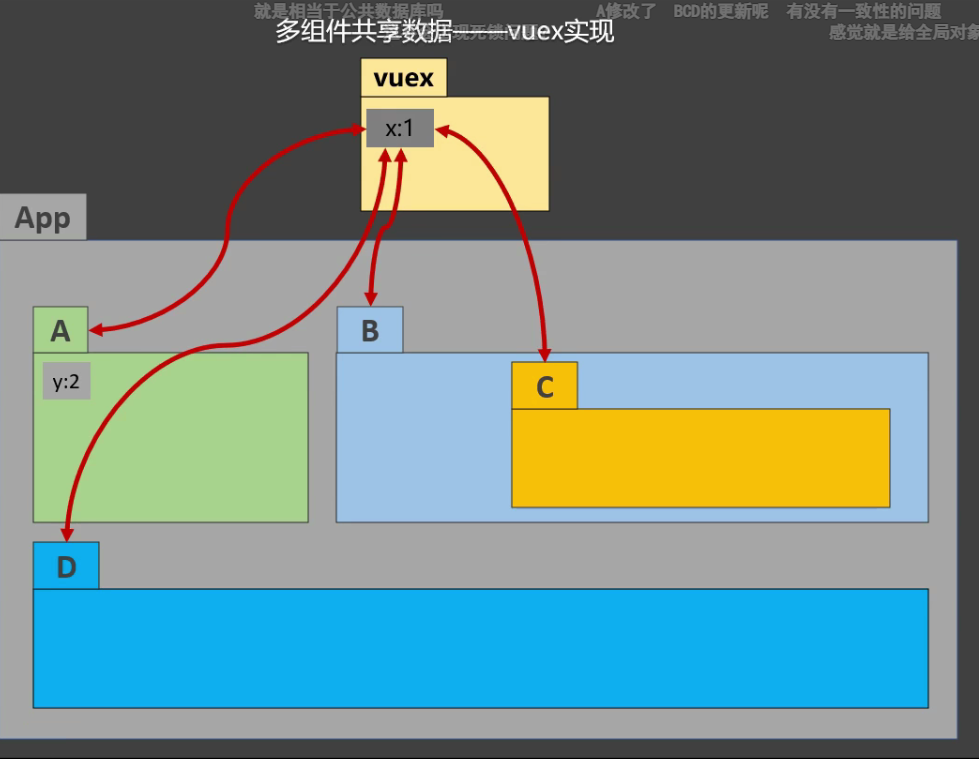 就是相当于公共数据库吗
A修改了 BCD的更新呢 有没有一致性的问题
多组件共享数据———vuex实现
感觉就是给全局对象
vuex
x:1
App
A
B
y:2
C
D